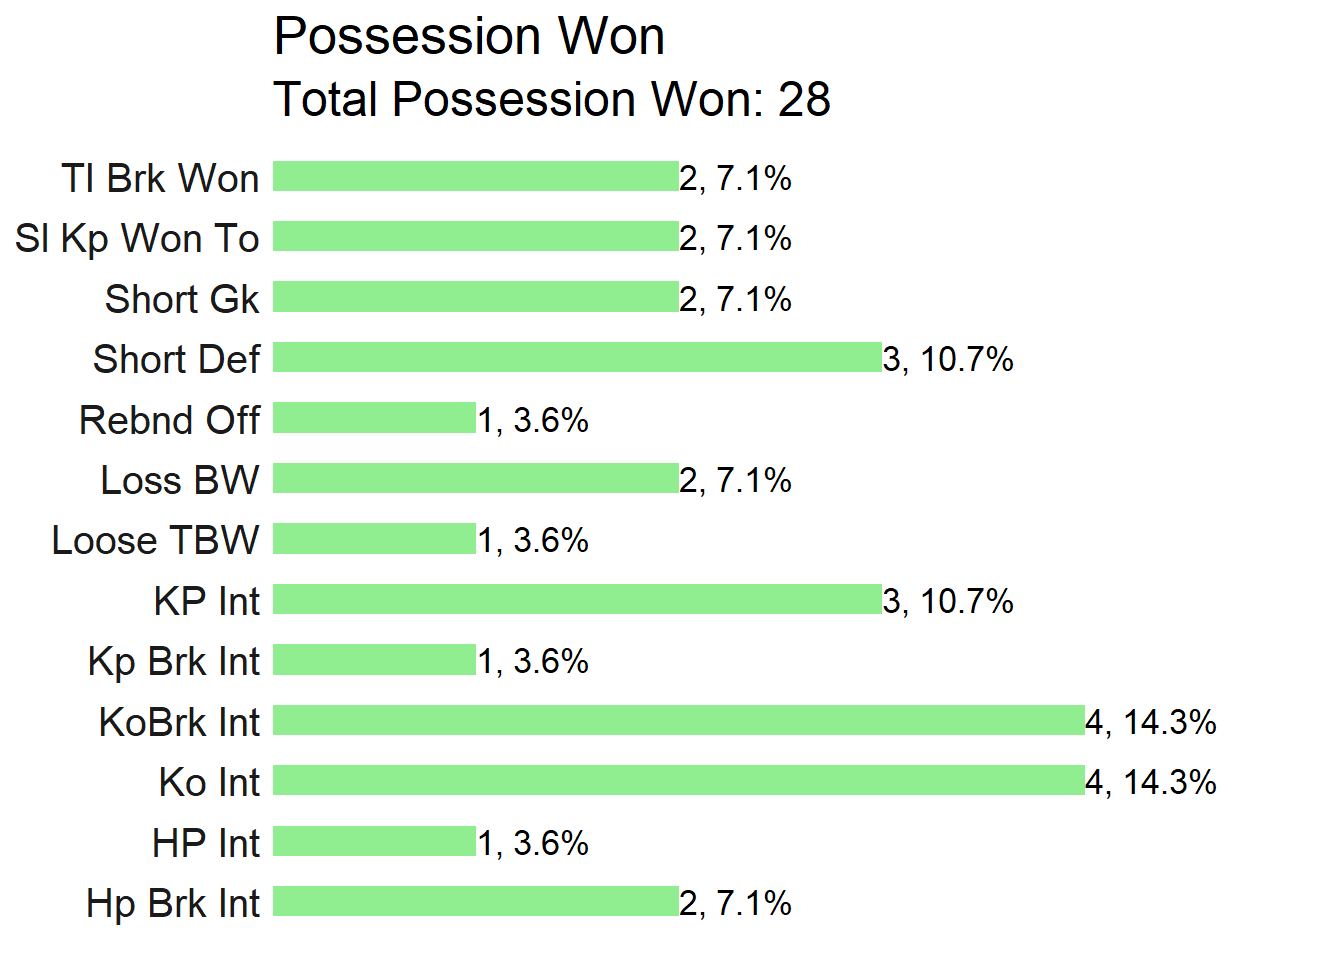 Possession Won
Total Possession Won: 28
Tl Brk Won 2, 7.1%
Sl Kp Won To 2, 7.1%
Short Gk 2, 7.1%
Short Def 3, 10.7%
Rebnd Off 1, 3.6%
Loss BW 2, 7.1%
Loose TBW 1, 3.6%
KP Int 3, 10.7%
Kp Brk Int 1, 3.6%
KoBrk Int 4, 14.3%
Ko Int 4, 14.3%
HP Int 1, 3.6%
Hp Brk Int 2, 7.1%